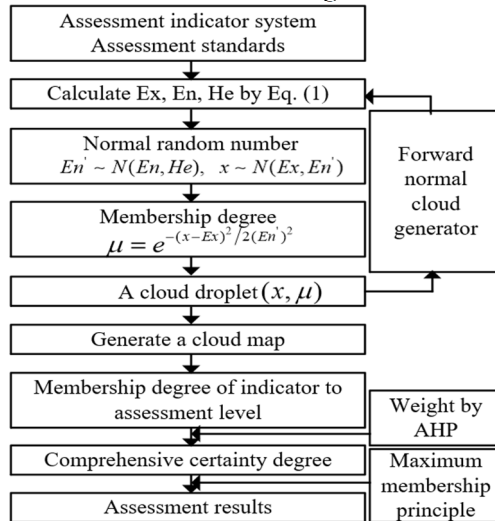 Assessment indicator system
Assessment standards
Calculate Ex, En, He by Eq. (1)
Normal random number
En' ~ N(En, He), x ~ N(Ex, En')
Membership degree
μ = e^{-(x-Ex)^2/2(En')^2}
A cloud droplet (x, μ)
Forward
normal
cloud
generator
Generate a cloud map
Membership degree of indicator to
assessment level
Weight by
AHP
Comprehensive certainty degree
Maximum
membership
principle
Assessment results